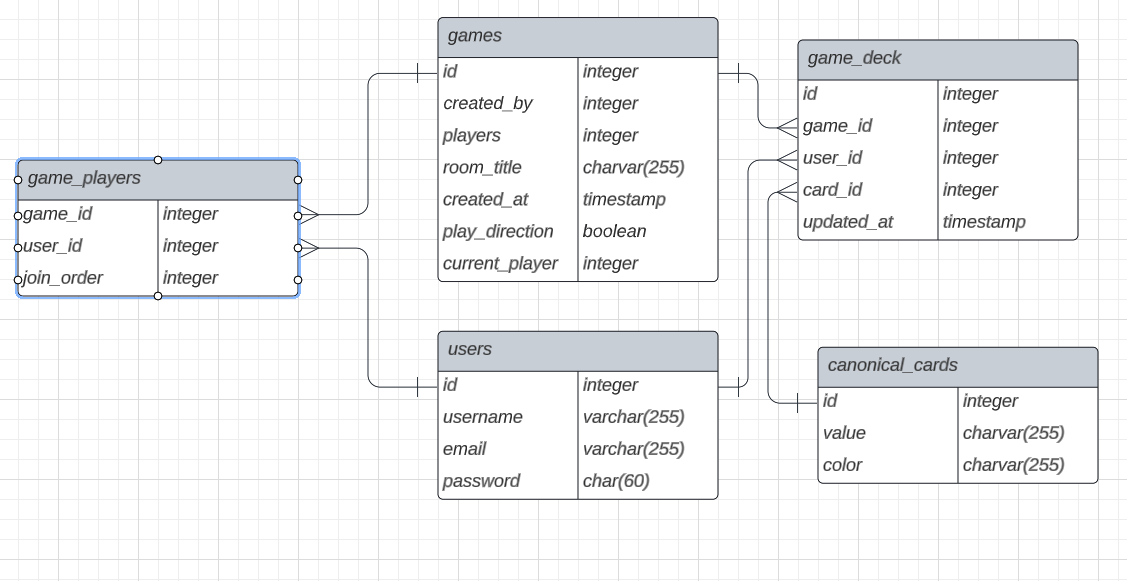 games
id integer
created_by integer
players integer
room_title charvar(255)
created_at timestamp
play_direction boolean
current_player integer
game_deck
id integer
game_id integer
user_id integer
card_id integer
updated_at timestamp
game_players
game_id integer
user_id integer
join_order integer
users
id integer
username varchar(255)
email varchar(255)
password char(60)
canonical_cards
id integer
value charvar(255)
color charvar(255)